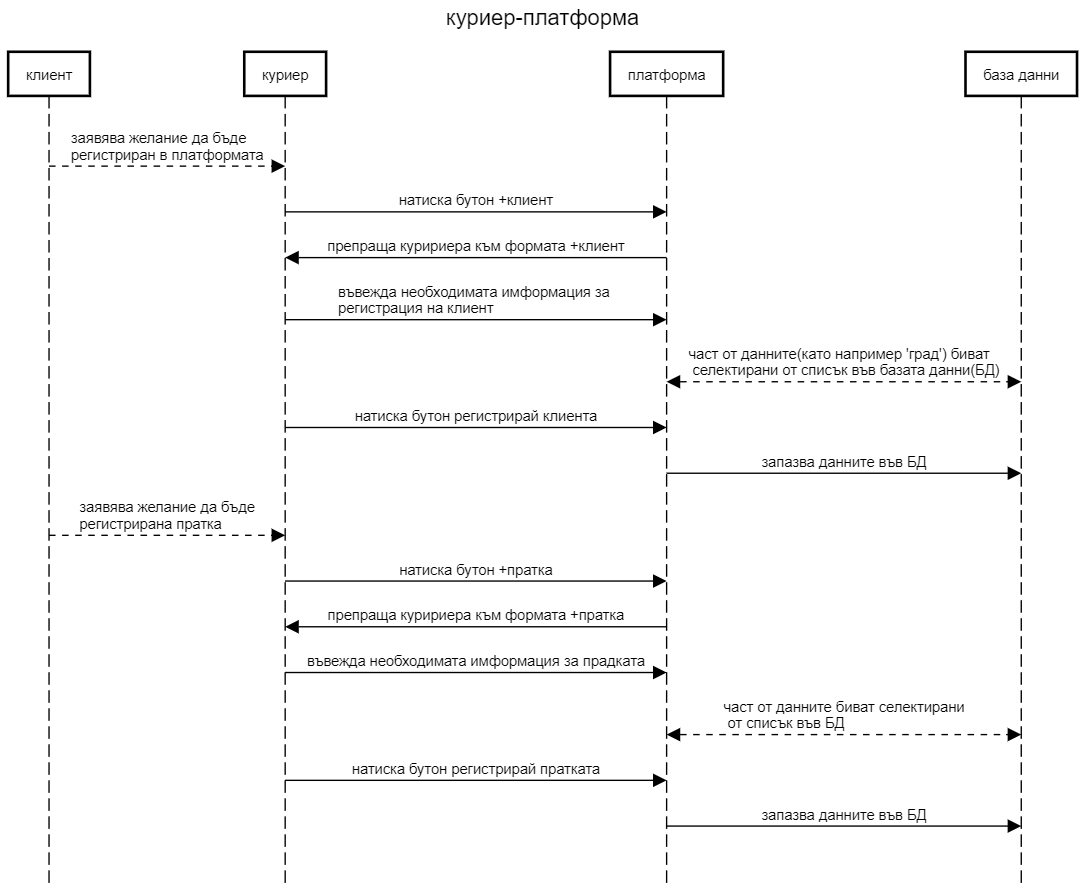 куриер-платформа
клиент
куриер
платформа
база данни
заявява желание да бъде
регистриран в платформата
натиска бутон +клиент
препраща куририера към формата +клиент
въвежда необходимата имформация за
регистрация на клиент
част от данните(като например 'град') биват
селектирани от списък във базата данни(БД)
натиска бутон регистрирай клиента
запазва данните във БД
заявява желание да бъде
регистрирана пратка
натиска бутон +пратка
препраща куририера към формата +пратка
въвежда необходимата имформация за прадката
част от данните биват селектирани
от списък във БД
натиска бутон регистрирай пратката
запазва данните във БД